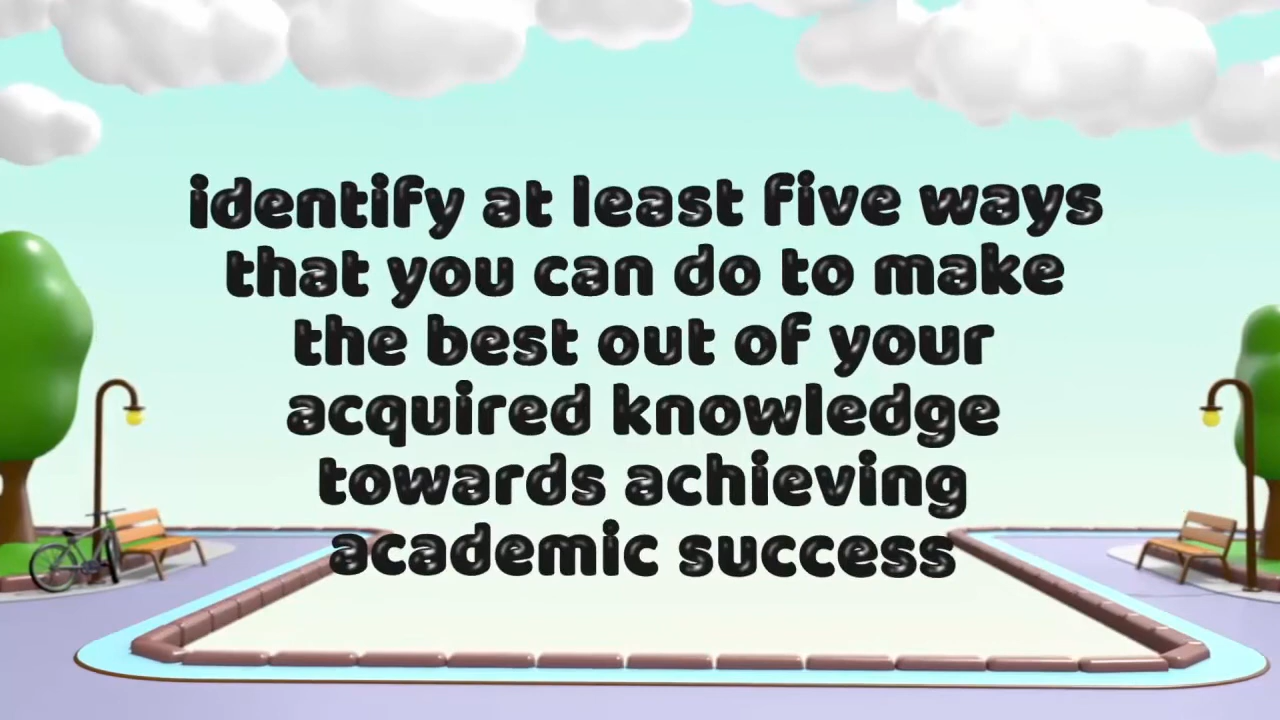 identify at least five ways
that you can do to make
the best out of your
acquired knowledge
towards achieving
academic success